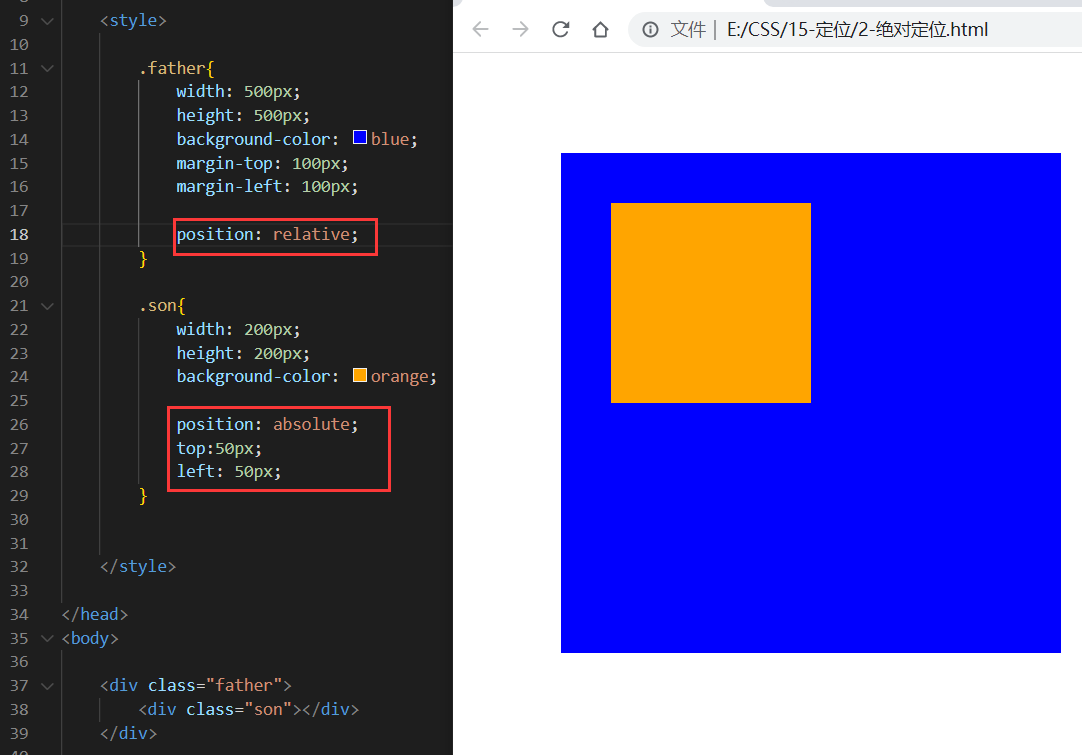 9 <style>
10
11 .father{
12 width: 500px;
13 height: 500px;
14 background-color: blue;
15 margin-top: 100px;
16 margin-left: 100px;
17
18 position: relative;
19 }
20
21 .son{
22 width: 200px;
23 height: 200px;
24 background-color: orange;
25
26 position: absolute;
27 top:50px;
28 left: 50px;
29 }
30
31
32 </style>
33
34 </head>
35 <body>
36
37 <div class="father">
38 <div class="son"></div>
39 </div>
文件 | E:/CSS/15-定位/2-绝对定位.html